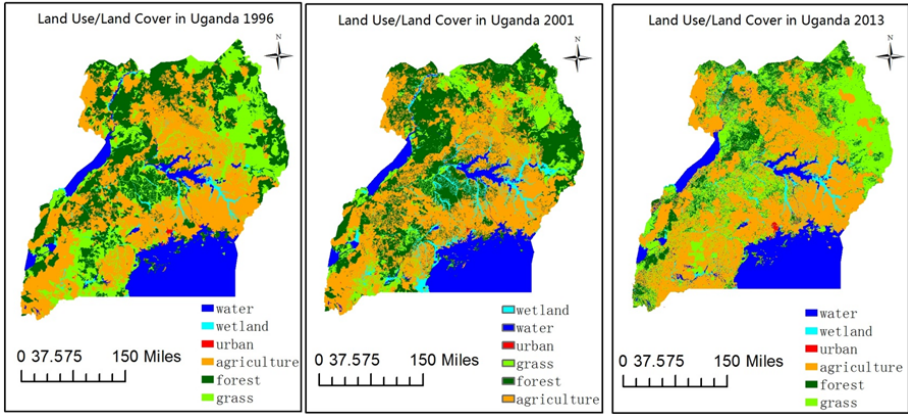 Land Use/Land Cover in Uganda 1996
N
water
wetland
urban
agriculture
forest
grass
0 37.575 150 Miles
Land Use/Land Cover in Uganda 2001
N
wetland
water
urban
grass
forest
agriculture
0 37.575 150 Miles
Land Use/Land Cover in Uganda 2013
N
water
wetland
urban
agriculture
forest
grass
0 37.575 150 Miles